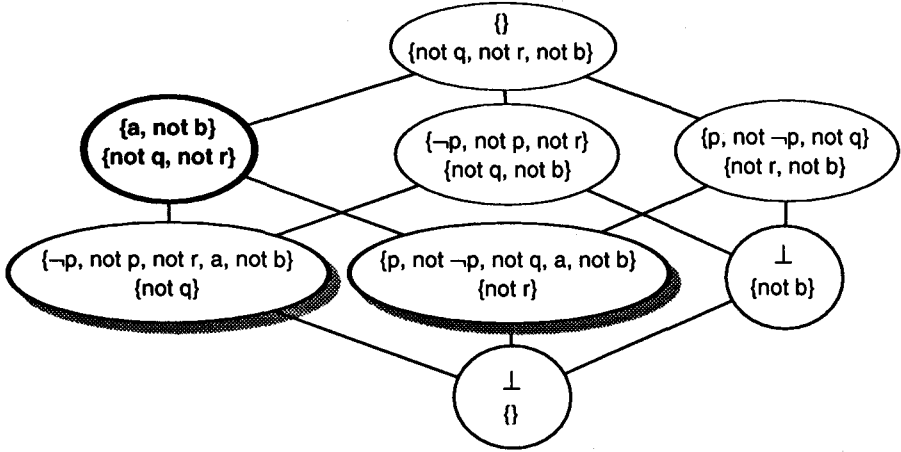 {}
{not q, not r, not b}
{a, not b}
{not q, not r}
{¬p, not p, not r}
{not q, not b}
{p, not ¬p, not q}
{not r, not b}
{¬p, not p, not r, a, not b}
{not q}
{p, not ¬p, not q, a, not b}
{not r}
⊥
{not b}
⊥
{}